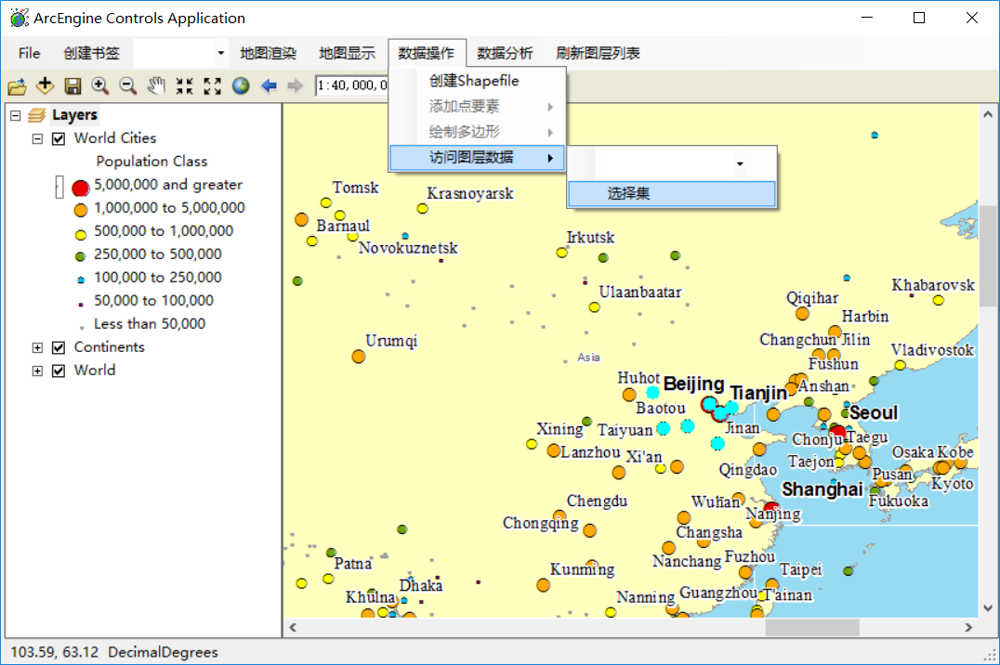 ArcEngine Controls Application
File 创建书签 地图渲染 地图显示 数据操作 数据分析 刷新图层列表
1:40,000,0
创建Shapefile
添加点要素
绘制多边形
访问图层数据
选择集
Layers
World Cities
Population Class
5,000,000 and greater
1,000,000 to 5,000,000
500,000 to 1,000,000
250,000 to 500,000
100,000 to 250,000
50,000 to 100,000
Less than 50,000
Continents
World
Tomsk
Krasnoyarsk
Barnaul
Novokuznetsk
Irkutsk
Ulaanbaatar
Khabarovsk
Qiqihar
Harbin
Changchun Jilin
Urumqi
Asia
Vladivostok
Fushun
Huhot
Beijing
Tianjin
Anshan
Baotou
Seoul
Xining
Taiyuan
Jinan
Chonju
Taegu
Lanzhou
Xi'an
Taejon
Osaka
Kobe
Qingdao
Pusan
Kyoto
Shanghai
Fukuoka
Chengdu
Wuhan
Nanjing
Chongqing
Changsha
Patna
Kunming
Nanchang
Fuzhou
Taipei
Dhaka
Khulna
Nanning
Guangzhou
T'ainan
103.59, 63.12 DecimalDegrees